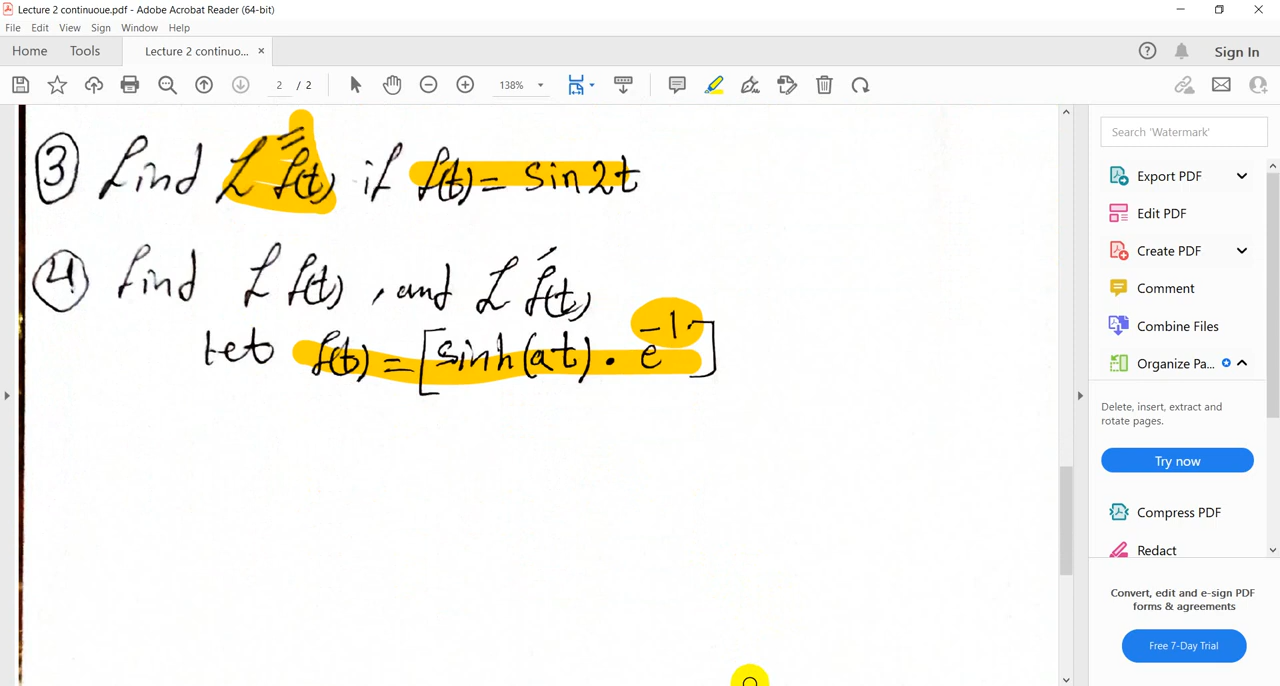 Lecture 2 continuoue.pdf - Adobe Acrobat Reader (64-bit)
File Edit View Sign Window Help
Home Tools Lecture 2 continuo... × Sign In
2 / 2 138%
③ find ℒ f̿(t) if f(t) = sin2t
④ find ℒ f(t), and ℒ f́(t)
let f(t) = [sinh(at) · e^-1]
Search 'Watermark'
Export PDF
Edit PDF
Create PDF
Comment
Combine Files
Organize Pa...
Delete, insert, extract and
rotate pages.
Try now
Compress PDF
Redact
Convert, edit and e-sign PDF
forms & agreements
Free 7-Day Trial